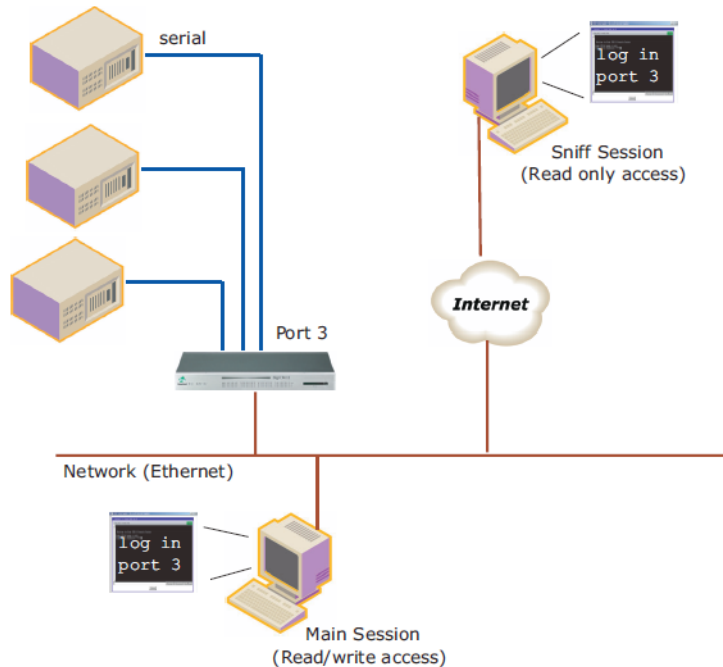 serial
log in
port 3
Sniff Session
(Read only access)
Internet
Port 3
Network (Ethernet)
log in
port 3
Main Session
(Read/write access)